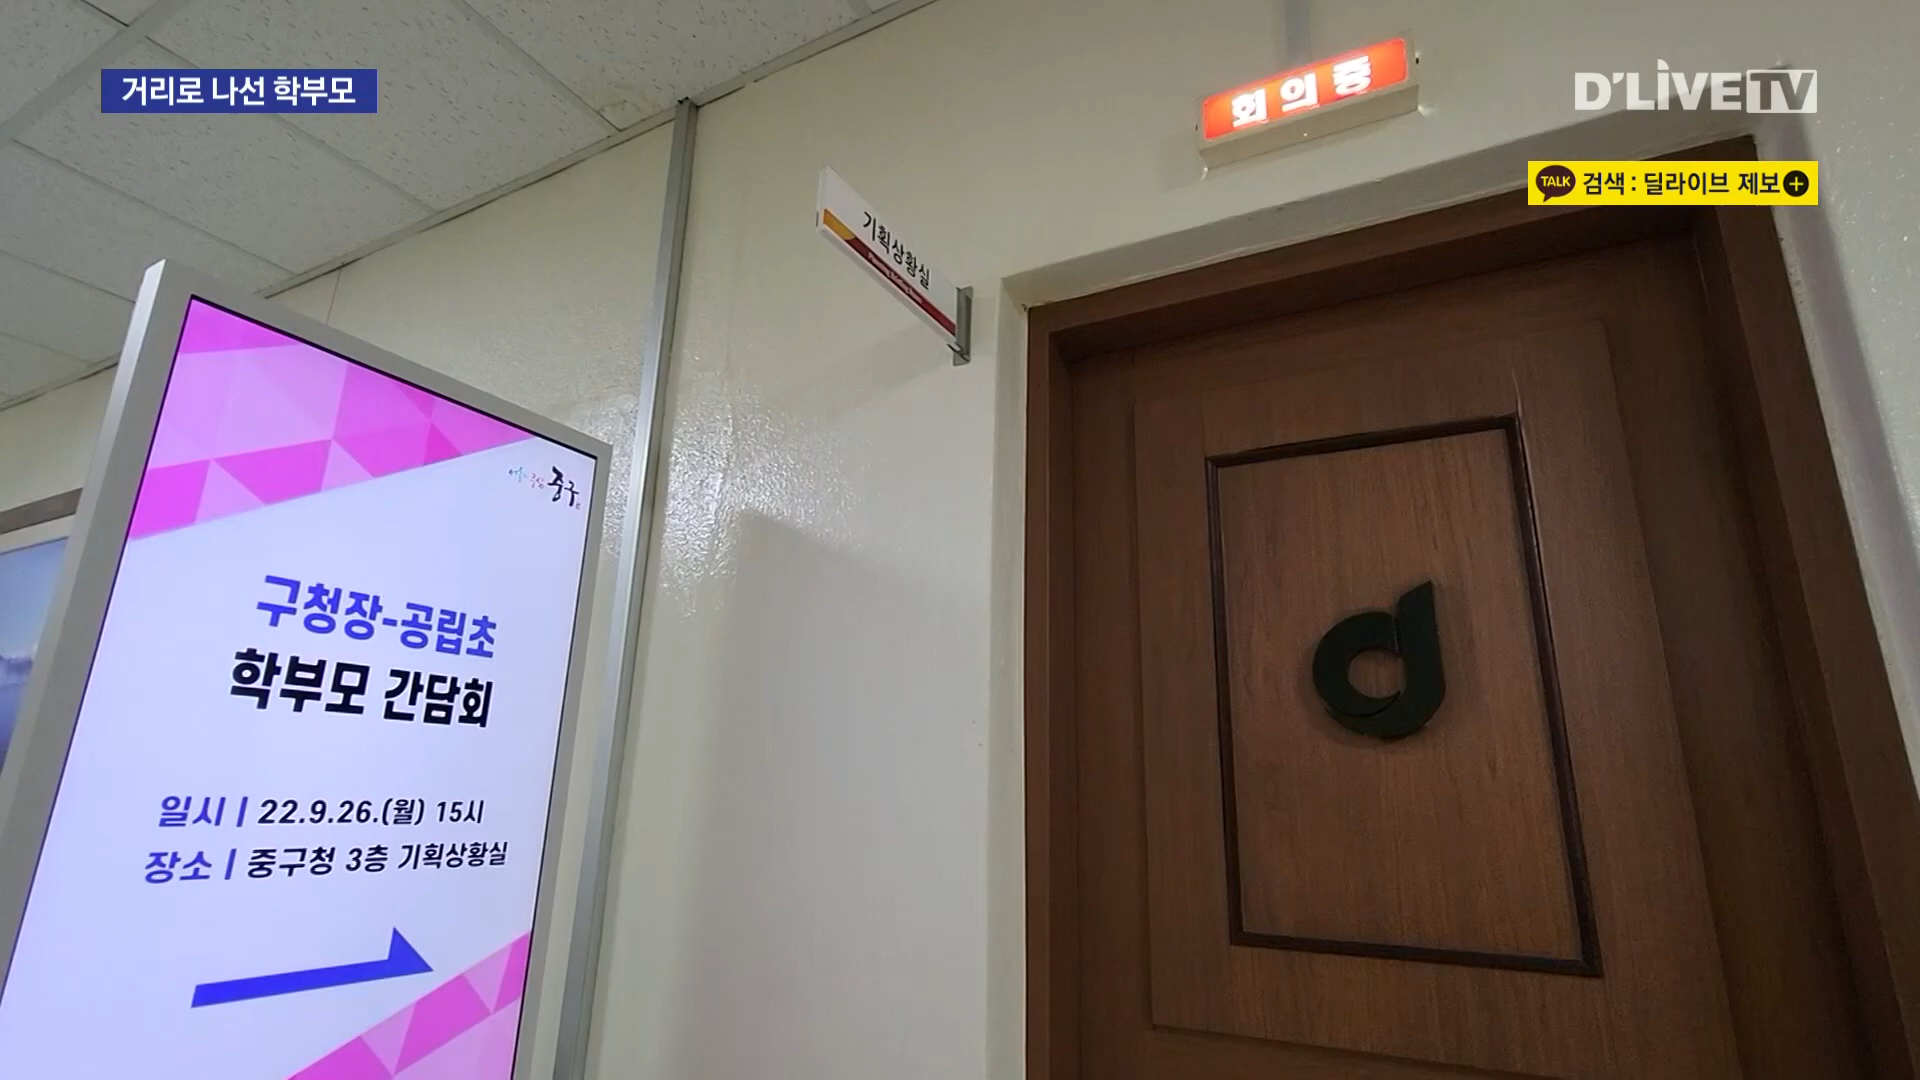 거리로 나선 학부모
D'LIVE TV
TALK 검색 : 딜라이브 제보
회의중
기획상황실
중구
구청장-공립초
학부모 간담회
일시 | 22.9.26.(월) 15시
장소 | 중구청 3층 기획상황실